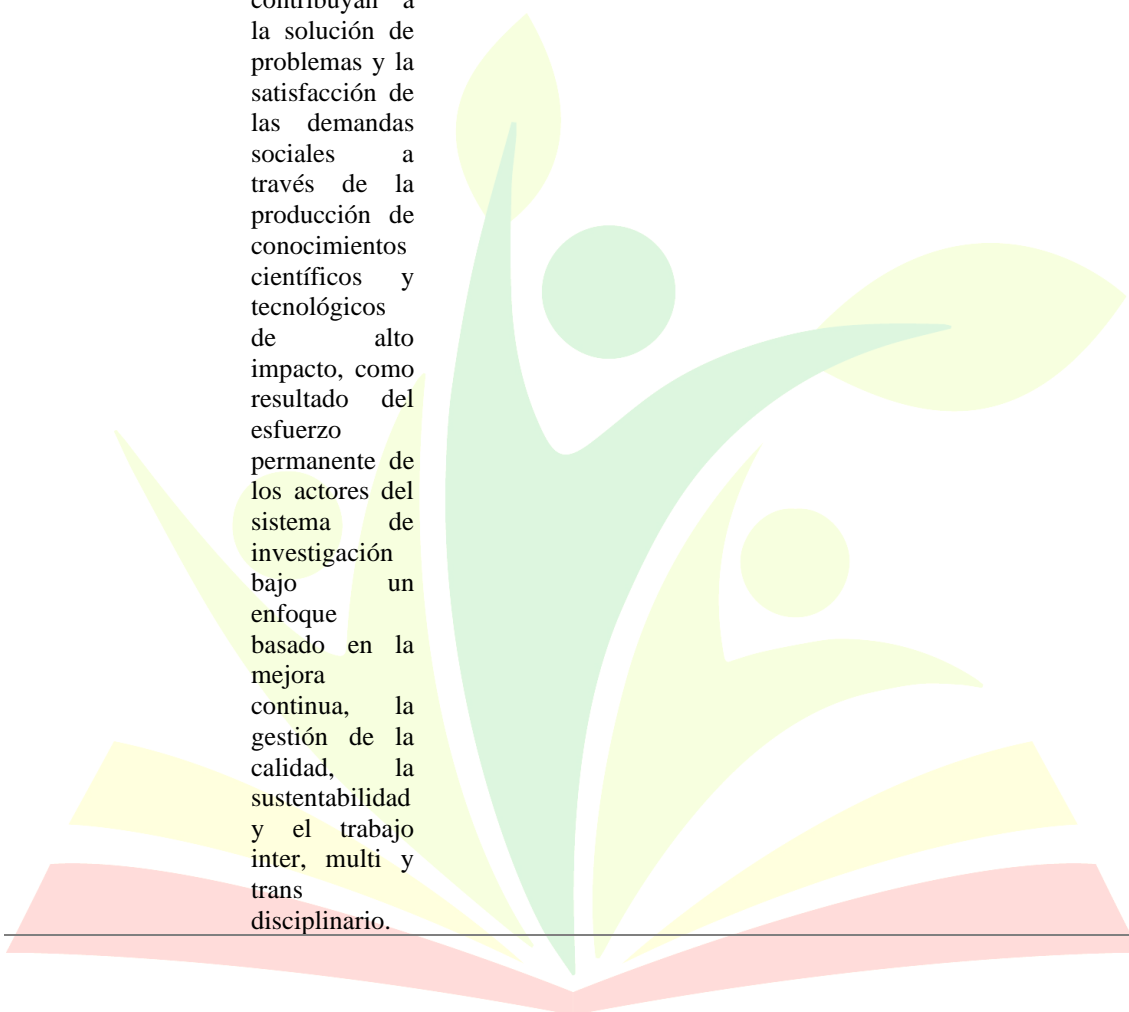 contribuyan a
la solución de
problemas y la
satisfacción de
las demandas
sociales a
través de la
producción de
conocimientos
científicos y
tecnológicos
de alto
impacto, como
resultado del
esfuerzo
permanente de
los actores del
sistema de
investigación
bajo un
enfoque
basado en la
mejora
continua, la
gestión de la
calidad, la
sustentabilidad
y el trabajo
inter, multi y
trans
disciplinario.